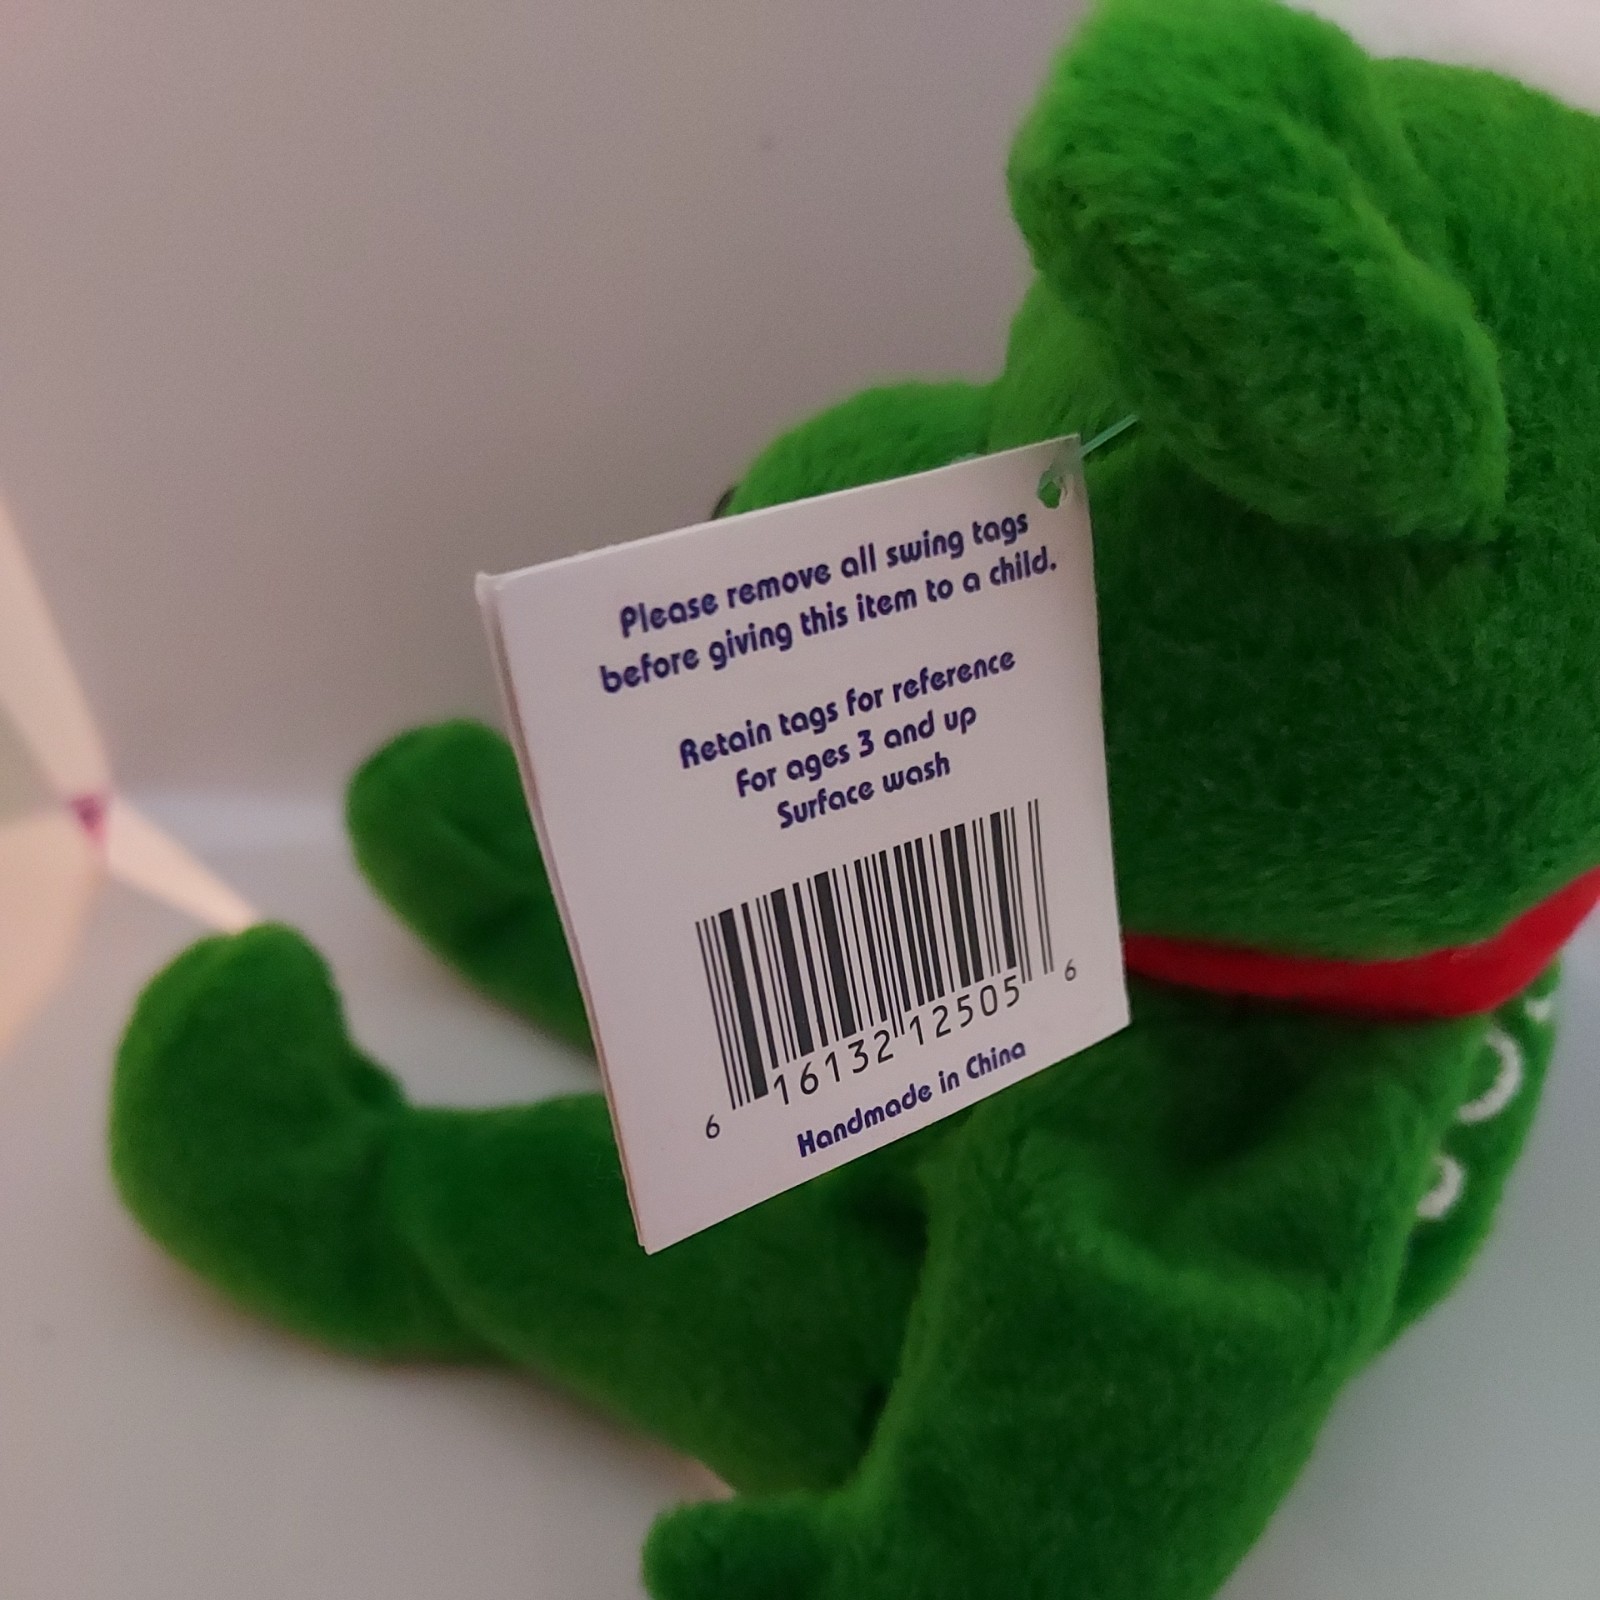 Please remove all swing tags
before giving this item to a child.
Retain tags for reference
For ages 3 and up
Surface wash
6 16132 12505 6
Handmade in China